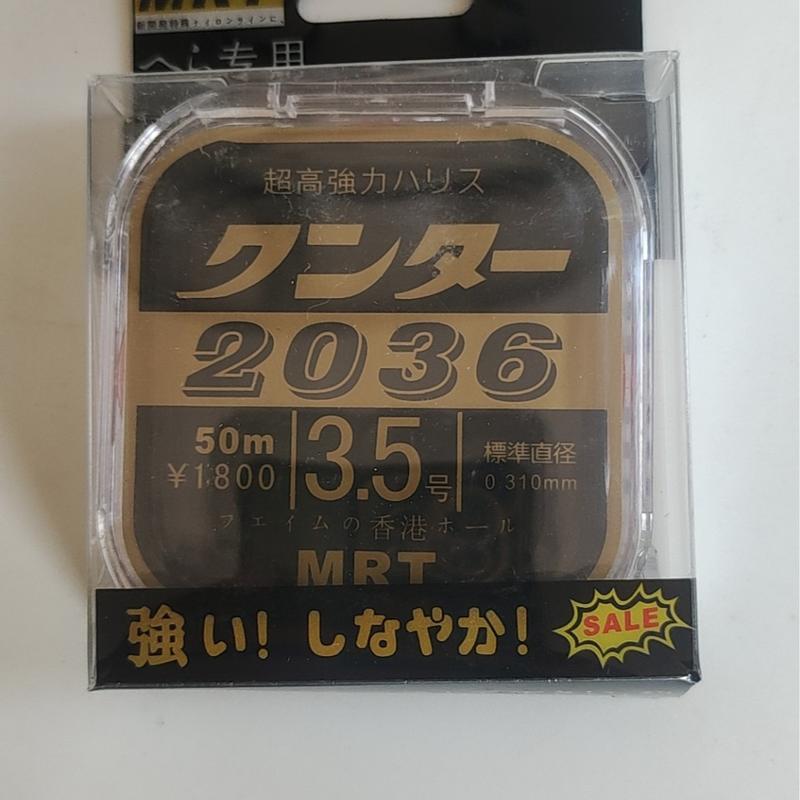 へら专用
超高強力ハリス
クンター
2036
50m
¥1800
3.5号
標準直径
0.310mm
フェイムの香港ホール
MRT
強い! しなやか!
SALE